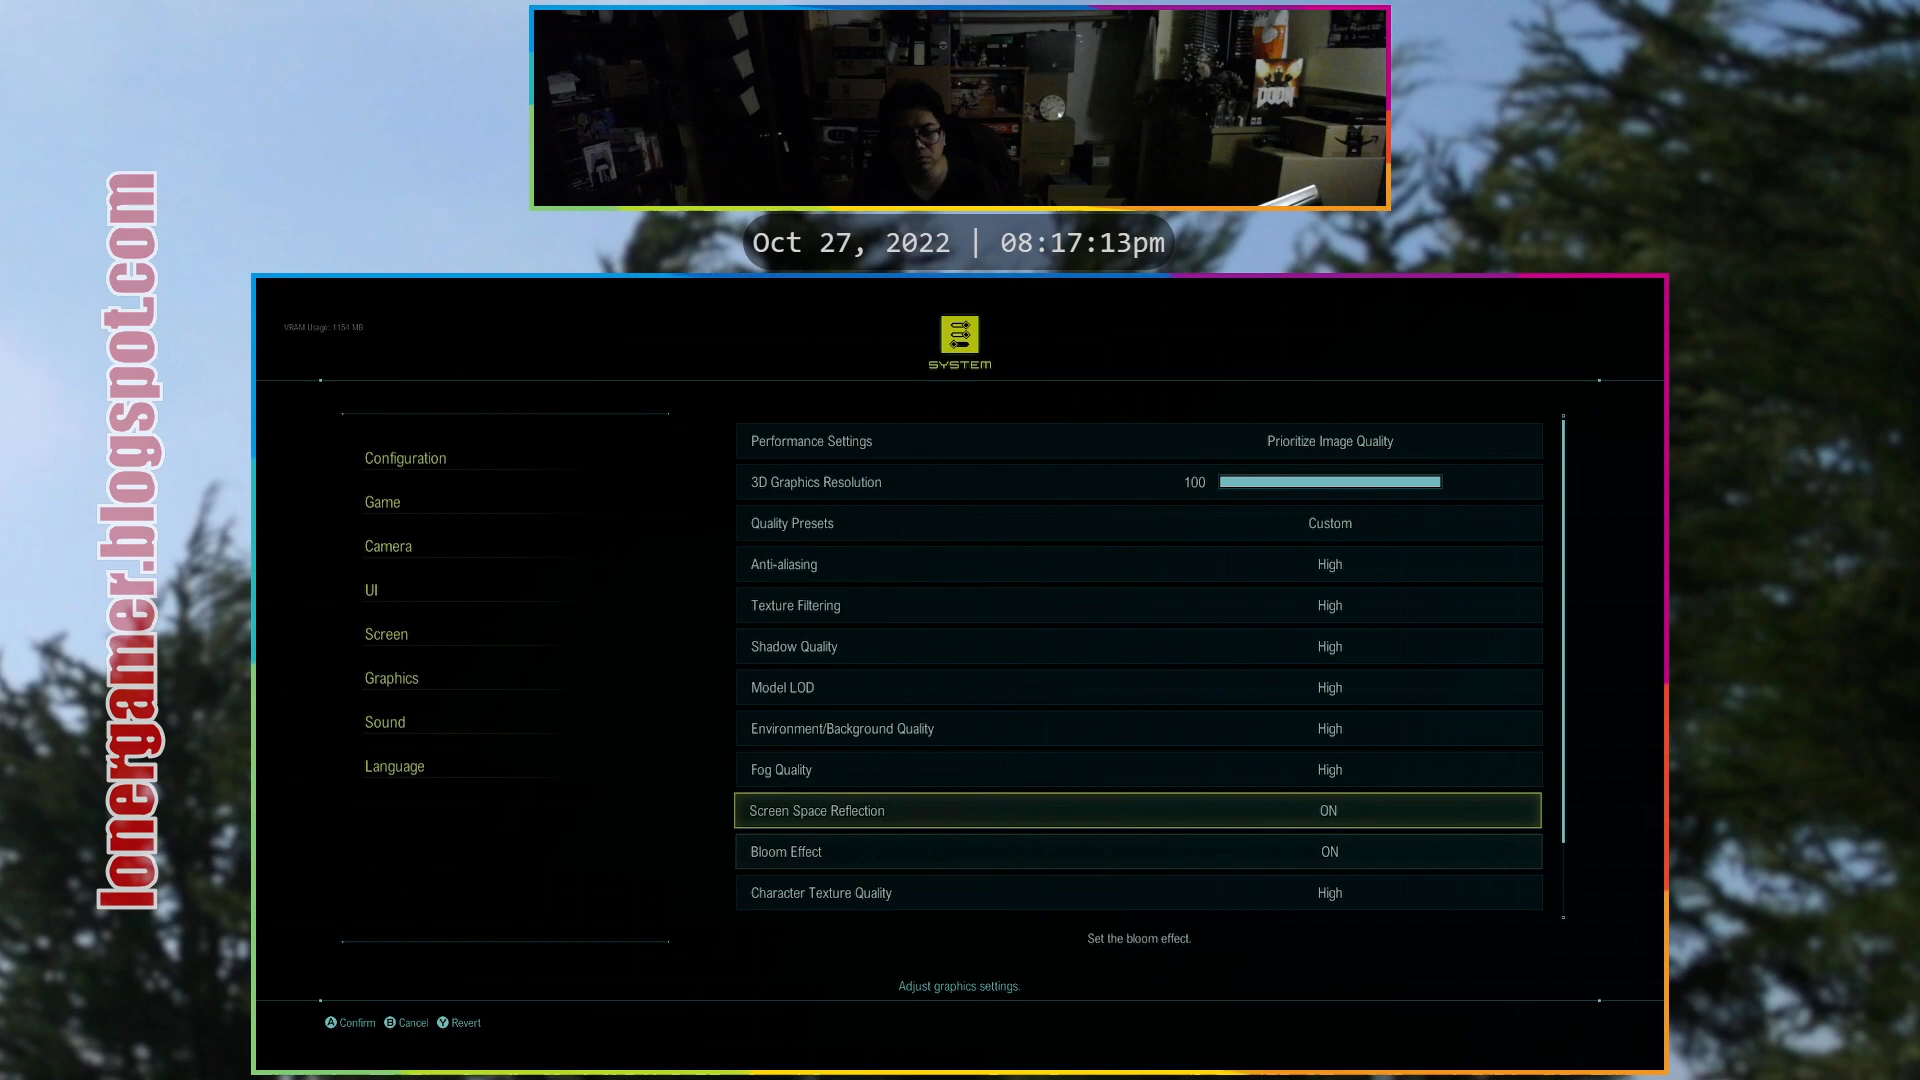 DOOM
Oct 27, 2022 | 08:17:13pm
lonergamer.blogspot.com
VRAM Usage: 1154 MB
SYSTEM
Configuration
Game
Camera
UI
Screen
Graphics
Sound
Language
Performance Settings Prioritize Image Quality
3D Graphics Resolution 100
Quality Presets Custom
Anti-aliasing High
Texture Filtering High
Shadow Quality High
Model LOD High
Environment/Background Quality High
Fog Quality High
Screen Space Reflection ON
Bloom Effect ON
Character Texture Quality High
Set the bloom effect.
Adjust graphics settings.
A Confirm B Cancel Y Revert